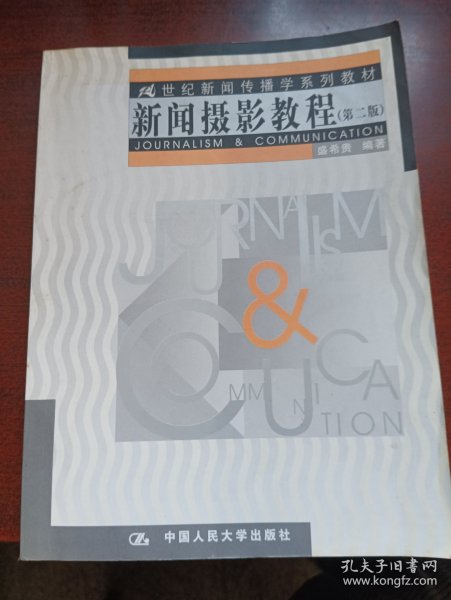 21世纪新闻传播学系列教材
新闻摄影教程(第二版)
JOURNALISM & COMMUNICATION
盛希贵 编著
JOURNALISM
&
COMMUNICATION
中国人民大学出版社
孔夫子旧书网
www.kongfz.com